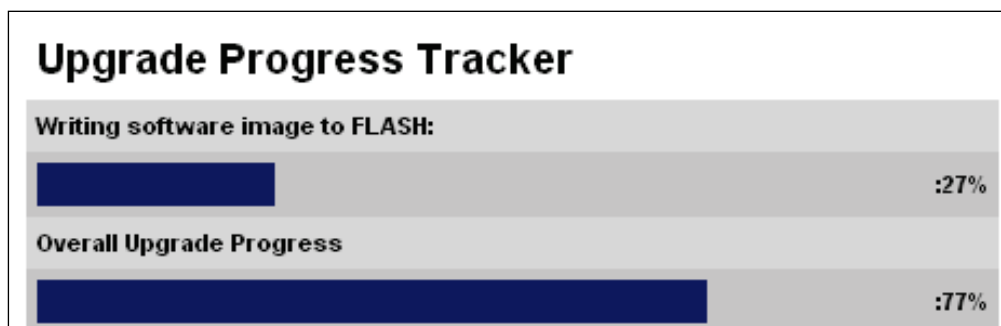 Upgrade Progress Tracker
Writing software image to FLASH:
:27%
Overall Upgrade Progress
:77%